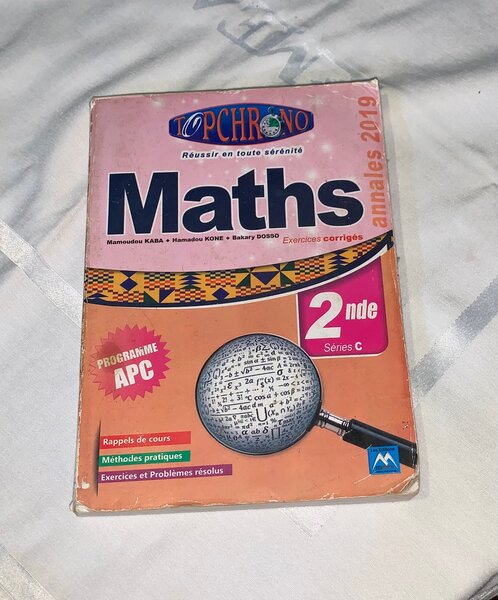 TOPCHRONO
Réussir en toute sérénité
Maths
annales 2019
Mamoudou KABA + Hamadou KONE + Bakary DOSSO
Exercices corrigés
2nde
Séries C
PROGRAMME
APC
Rappels de cours
Méthodes pratiques
Exercices et Problèmes résolus